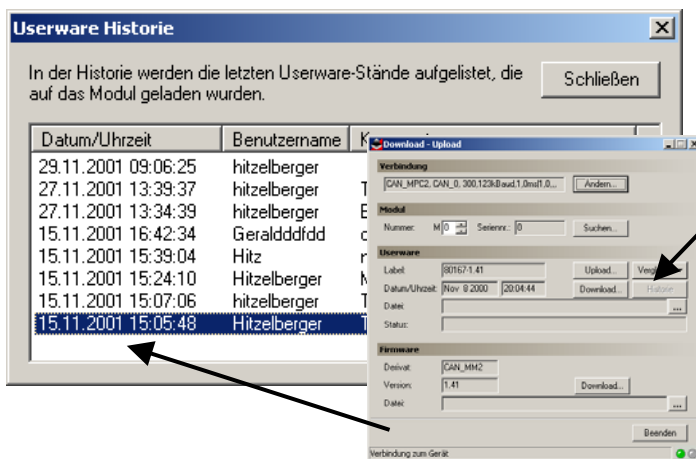 Userware Historie
In der Historie werden die letzten Userware-Stände aufgelistet, die
auf das Modul geladen wurden.
Schließen
Datum/Uhrzeit Benutzername K
29.11.2001 09:06:25 hitzelberger
27.11.2001 13:39:37 hitzelberger T
27.11.2001 13:34:39 hitzelberger E
15.11.2001 16:42:34 Geraldddfdd
15.11.2001 15:39:04 Hitz
15.11.2001 15:24:10 Hitzelberger
15.11.2001 15:07:06 hitzelberger T
15.11.2001 15:05:48 Hitzelberger T
Download - Upload
Verbindung
CAN_MPC2, CAN_0, 300,123kBaud,1,0ms/1,0... Ändern...
Modul
Nummer: M 0 Seriennr.: 0 Suchen...
Userware
Label: 80167-1.41 Upload...
Datum/Uhrzeit: Nov 8 2000 20:04:44 Download... Historie
Datei: ...
Status:
Firmware
Derivat: CAN_MM2
Version: 1.41 Download...
Datei: ...
Beenden
Verbindung zum Gerät